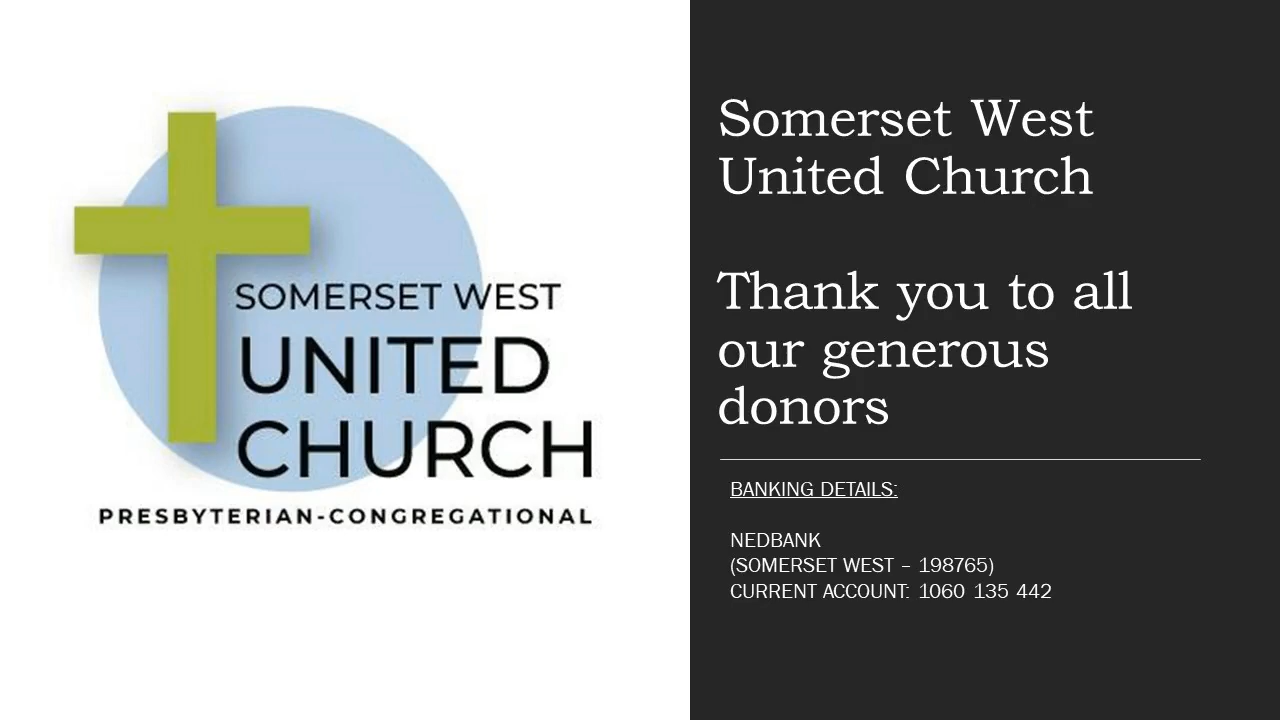 SOMERSET WEST
UNITED
CHURCH
PRESBYTERIAN-CONGREGATIONAL
Somerset West
United Church
Thank you to all
our generous
donors
BANKING DETAILS:
NEDBANK
(SOMERSET WEST – 198765)
CURRENT ACCOUNT: 1060 135 442